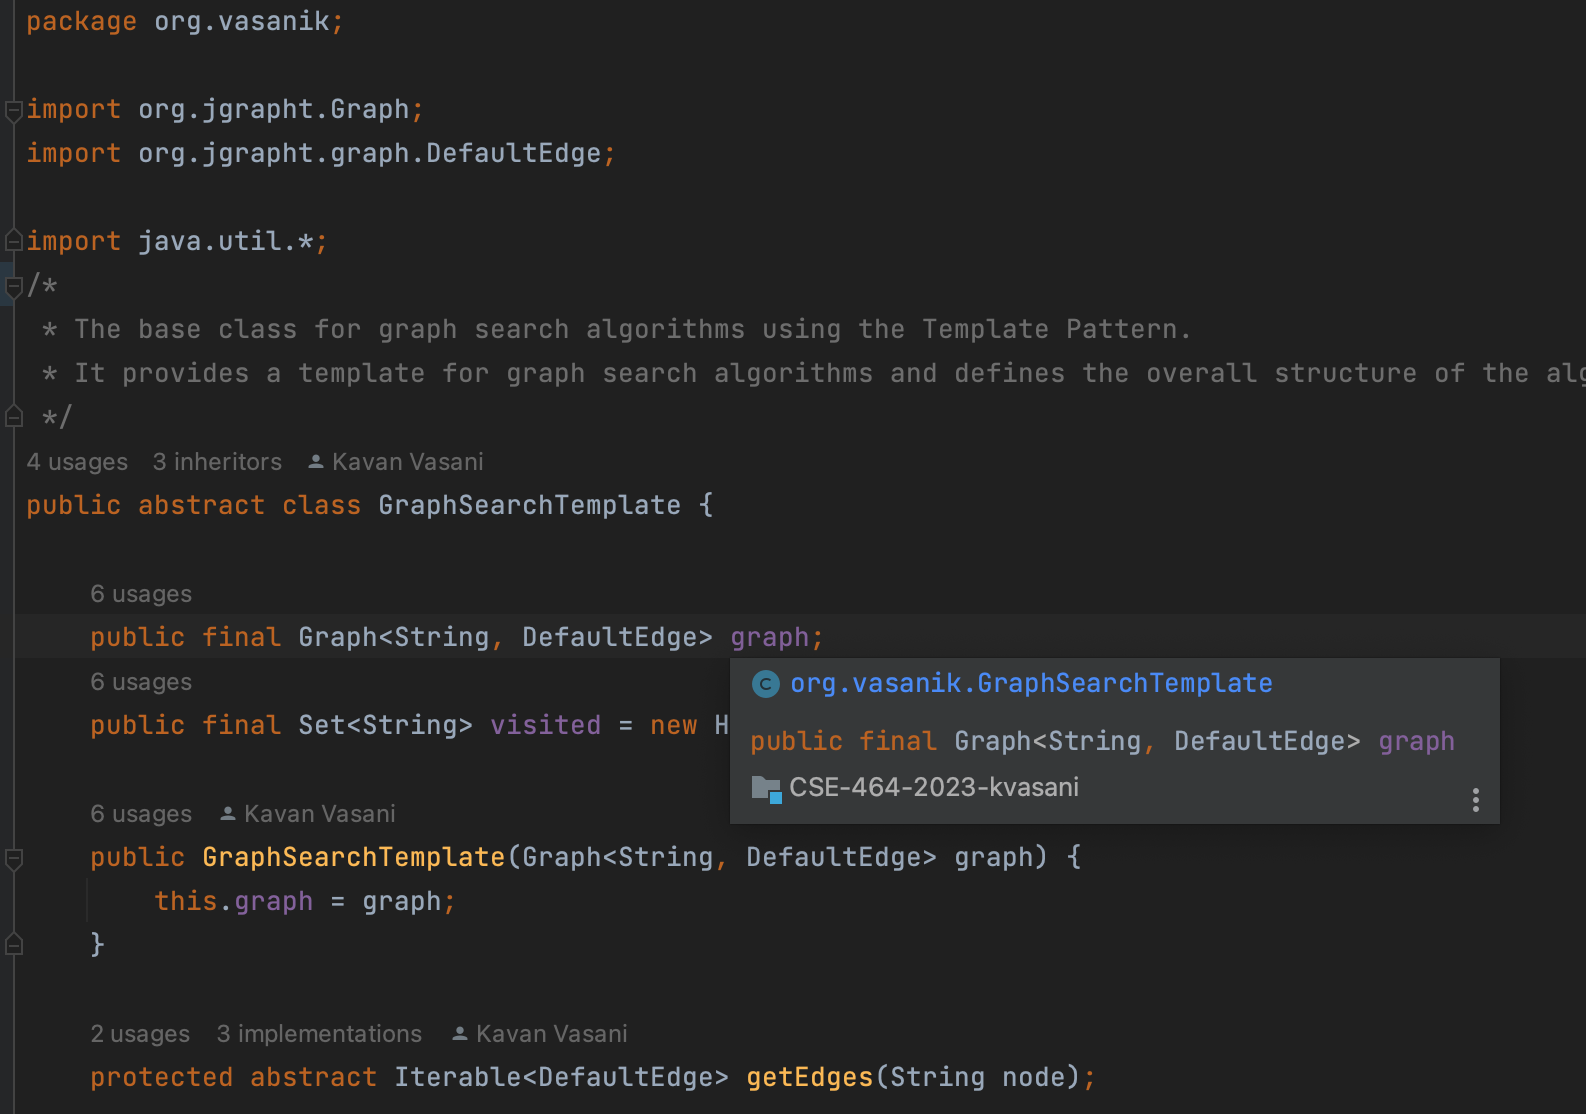 package org.vasanik;
import org.jgrapht.Graph;
import org.jgrapht.graph.DefaultEdge;
import java.util.*;
/*
* The base class for graph search algorithms using the Template Pattern.
* It provides a template for graph search algorithms and defines the overall structure of the
*/
4 usages 3 inheritors Kavan Vasani
public abstract class GraphSearchTemplate {
6 usages
public final Graph<String, DefaultEdge> graph;
6 usages
public final Set<String> visited = new H
C org.vasanik.GraphSearchTemplate
public final Graph<String, DefaultEdge> graph
CSE-464-2023-kvasani
6 usages Kavan Vasani
public GraphSearchTemplate(Graph<String, DefaultEdge> graph) {
this.graph = graph;
}
2 usages 3 implementations Kavan Vasani
protected abstract Iterable<DefaultEdge> getEdges(String node);